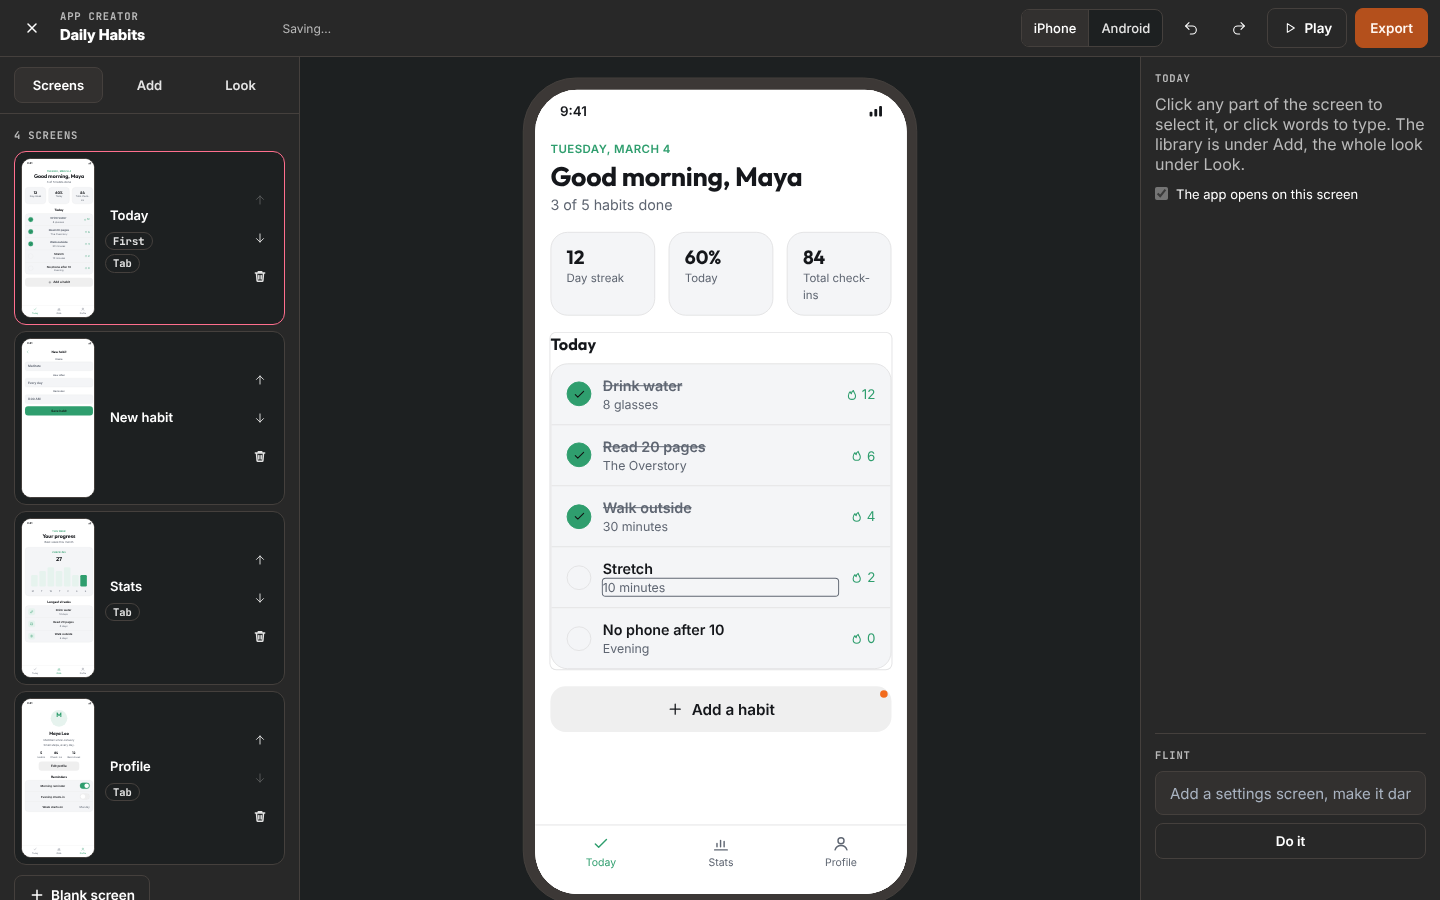 APP CREATOR
Daily Habits
Saving...
iPhone
Android
Play
Export
Screens
Add
Look
4 SCREENS
Today
First
Tab
New habit
Stats
Tab
Profile
Tab
Blank screen
9:41
TUESDAY, MARCH 4
Good morning, Maya
3 of 5 habits done
12
Day streak
60%
Today
84
Total check-
ins
Today
Drink water
8 glasses
12
Read 20 pages
The Overstory
6
Walk outside
30 minutes
4
Stretch
10 minutes
2
No phone after 10
Evening
0
Add a habit
Today
Stats
Profile
TODAY
Click any part of the screen to
select it, or click words to type. The
library is under Add, the whole look
under Look.
The app opens on this screen
FLINT
Add a settings screen, make it dar
Do it